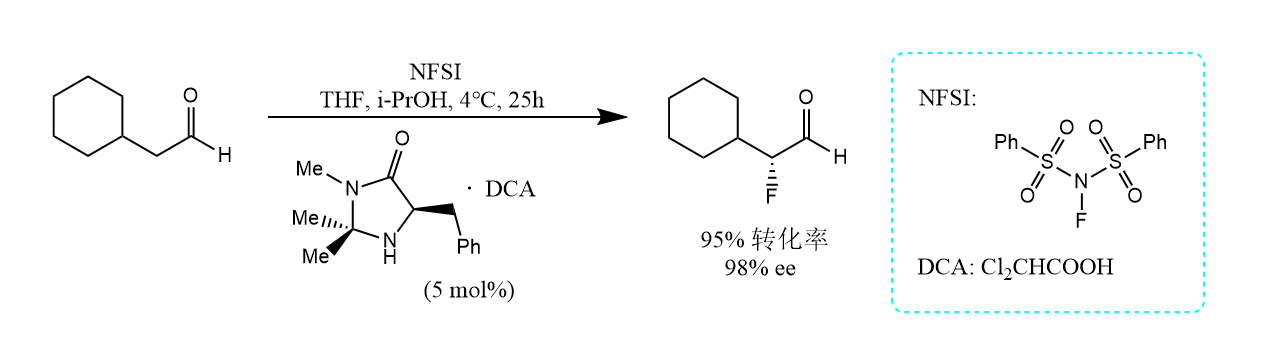 NFSI
THF, i-PrOH, 4℃, 25h
O
H
Me
N
O
Me
Me
N
H
Ph
· DCA
(5 mol%)
O
H
F
95% 转化率
98% ee
NFSI:
Ph
O
O
Ph
S
S
O
N
O
F
DCA: Cl₂CHCOOH